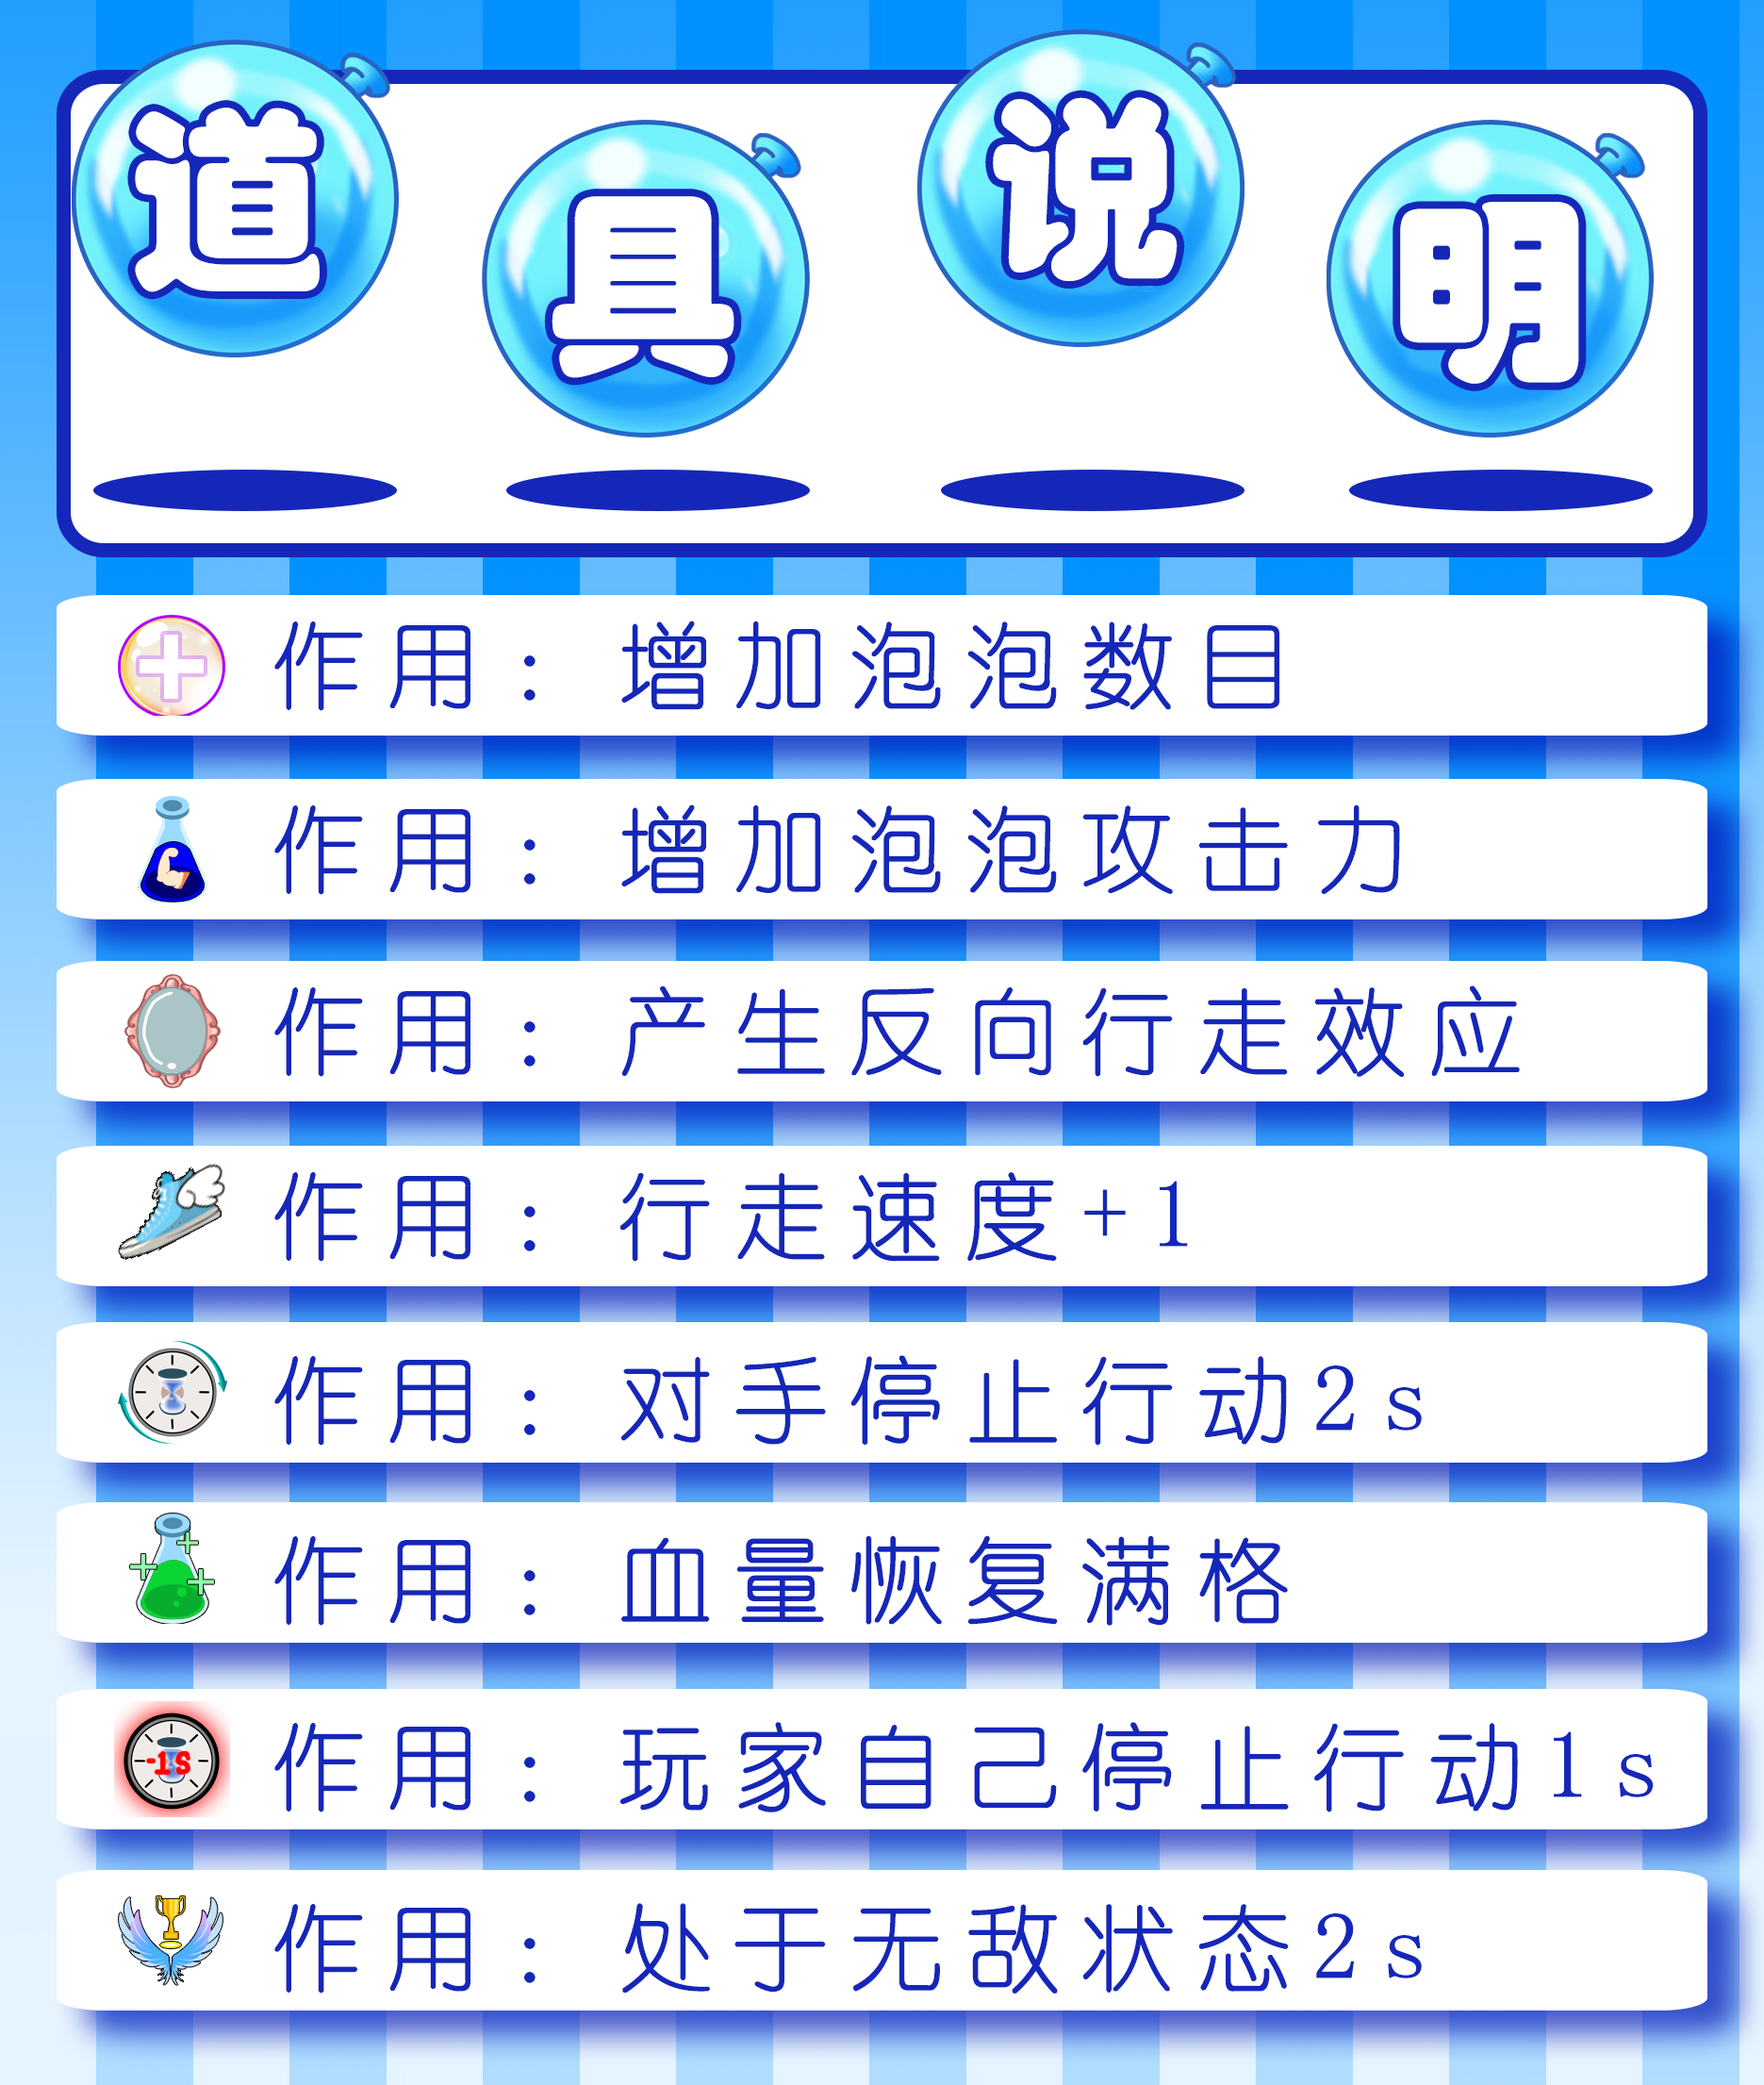 道具说明
作用：增加泡泡数目
作用：增加泡泡攻击力
作用：产生反向行走效应
作用：行走速度+1
作用：对手停止行动2s
作用：血量恢复满格
-1S
作用：玩家自己停止行动1s
作用：处于无敌状态2s